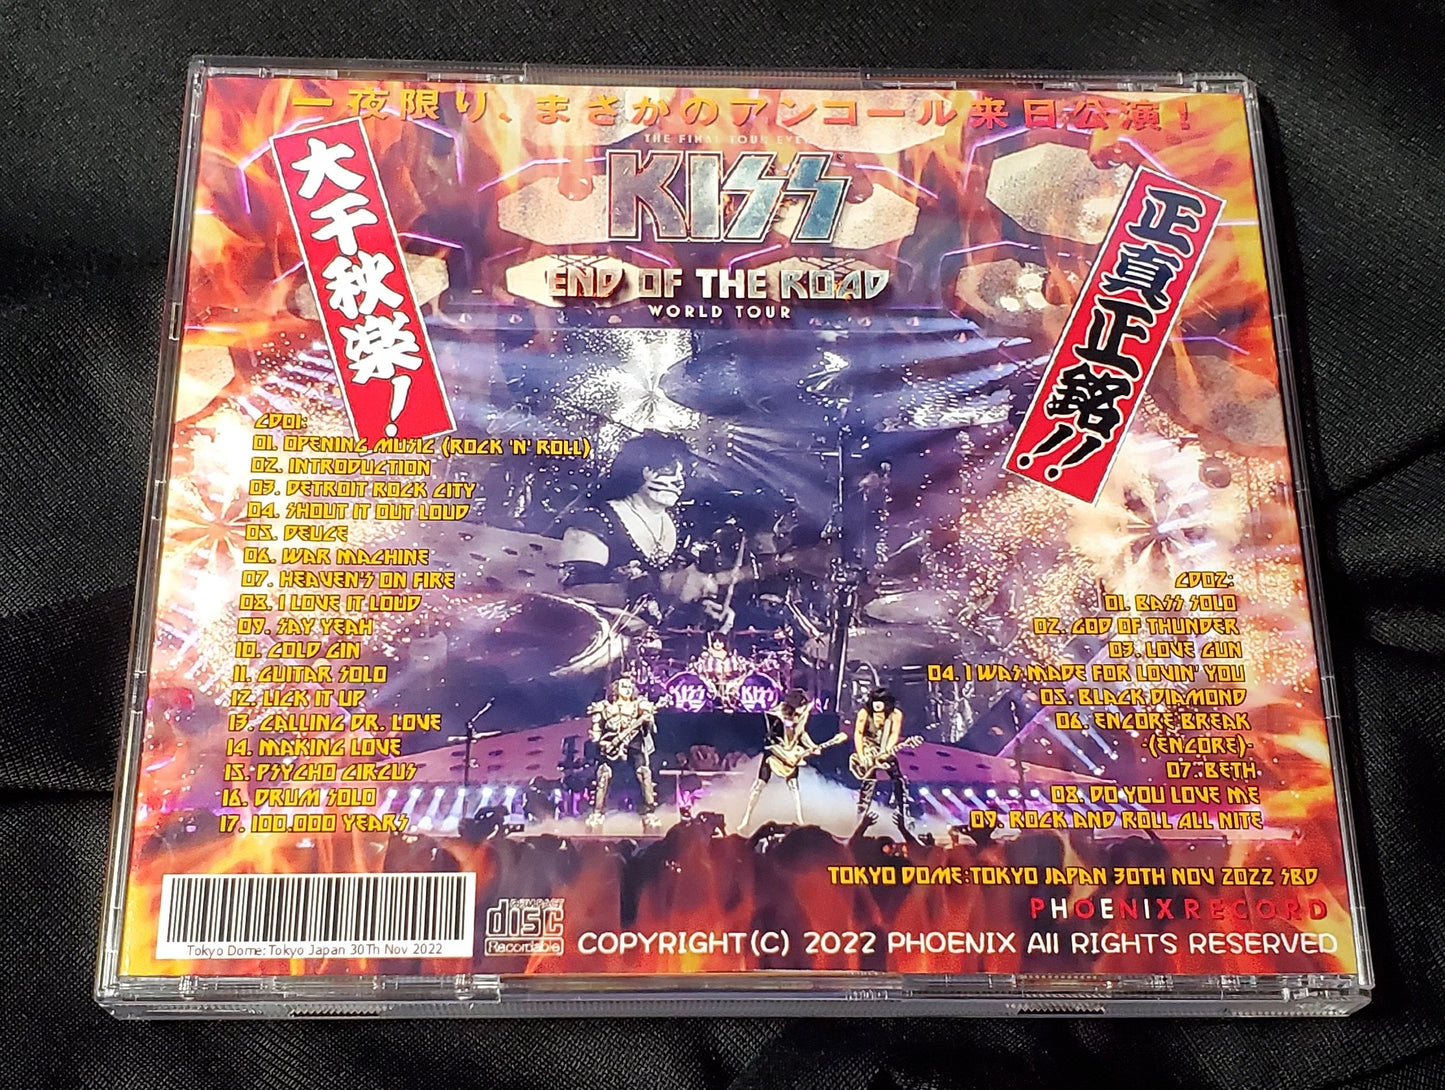 一夜限り、まさかのアンコール来日公演！
THE FINAL TOUR EVER
KISS
END OF THE ROAD
WORLD TOUR
大千秋楽！
正真正銘!!
CD01:
01. OPENING MUSIC (ROCK 'N' ROLL)
02. INTRODUCTION
03. DETROIT ROCK CITY
04. SHOUT IT OUT LOUD
05. DEUCE
06. WAR MACHINE
07. HEAVEN'S ON FIRE
08. I LOVE IT LOUD
09. SAY YEAH
10. COLD GIN
11. GUITAR SOLO
12. LICK IT UP
13. CALLING DR. LOVE
14. MAKING LOVE
15. PSYCHO CIRCUS
16. DRUM SOLO
17. 100.000 YEARS
CD02:
01. BASS SOLO
02. GOD OF THUNDER
03. LOVE GUN
04. I WAS MADE FOR LOVIN' YOU
05. BLACK DIAMOND
06. ENCORE BREAK
-(ENCORE)-
07. BETH
08. DO YOU LOVE ME
09. ROCK AND ROLL ALL NITE
KISS KISS
TOKYO DOME:TOKYO JAPAN 30TH NOV 2022 SBD
PHOENIX RECORD
Tokyo Dome:Tokyo Japan 30Th Nov 2022
COMPACT
disc
Recordable
COPYRIGHT(C) 2022 PHOENIX All RIGHTS RESERVED